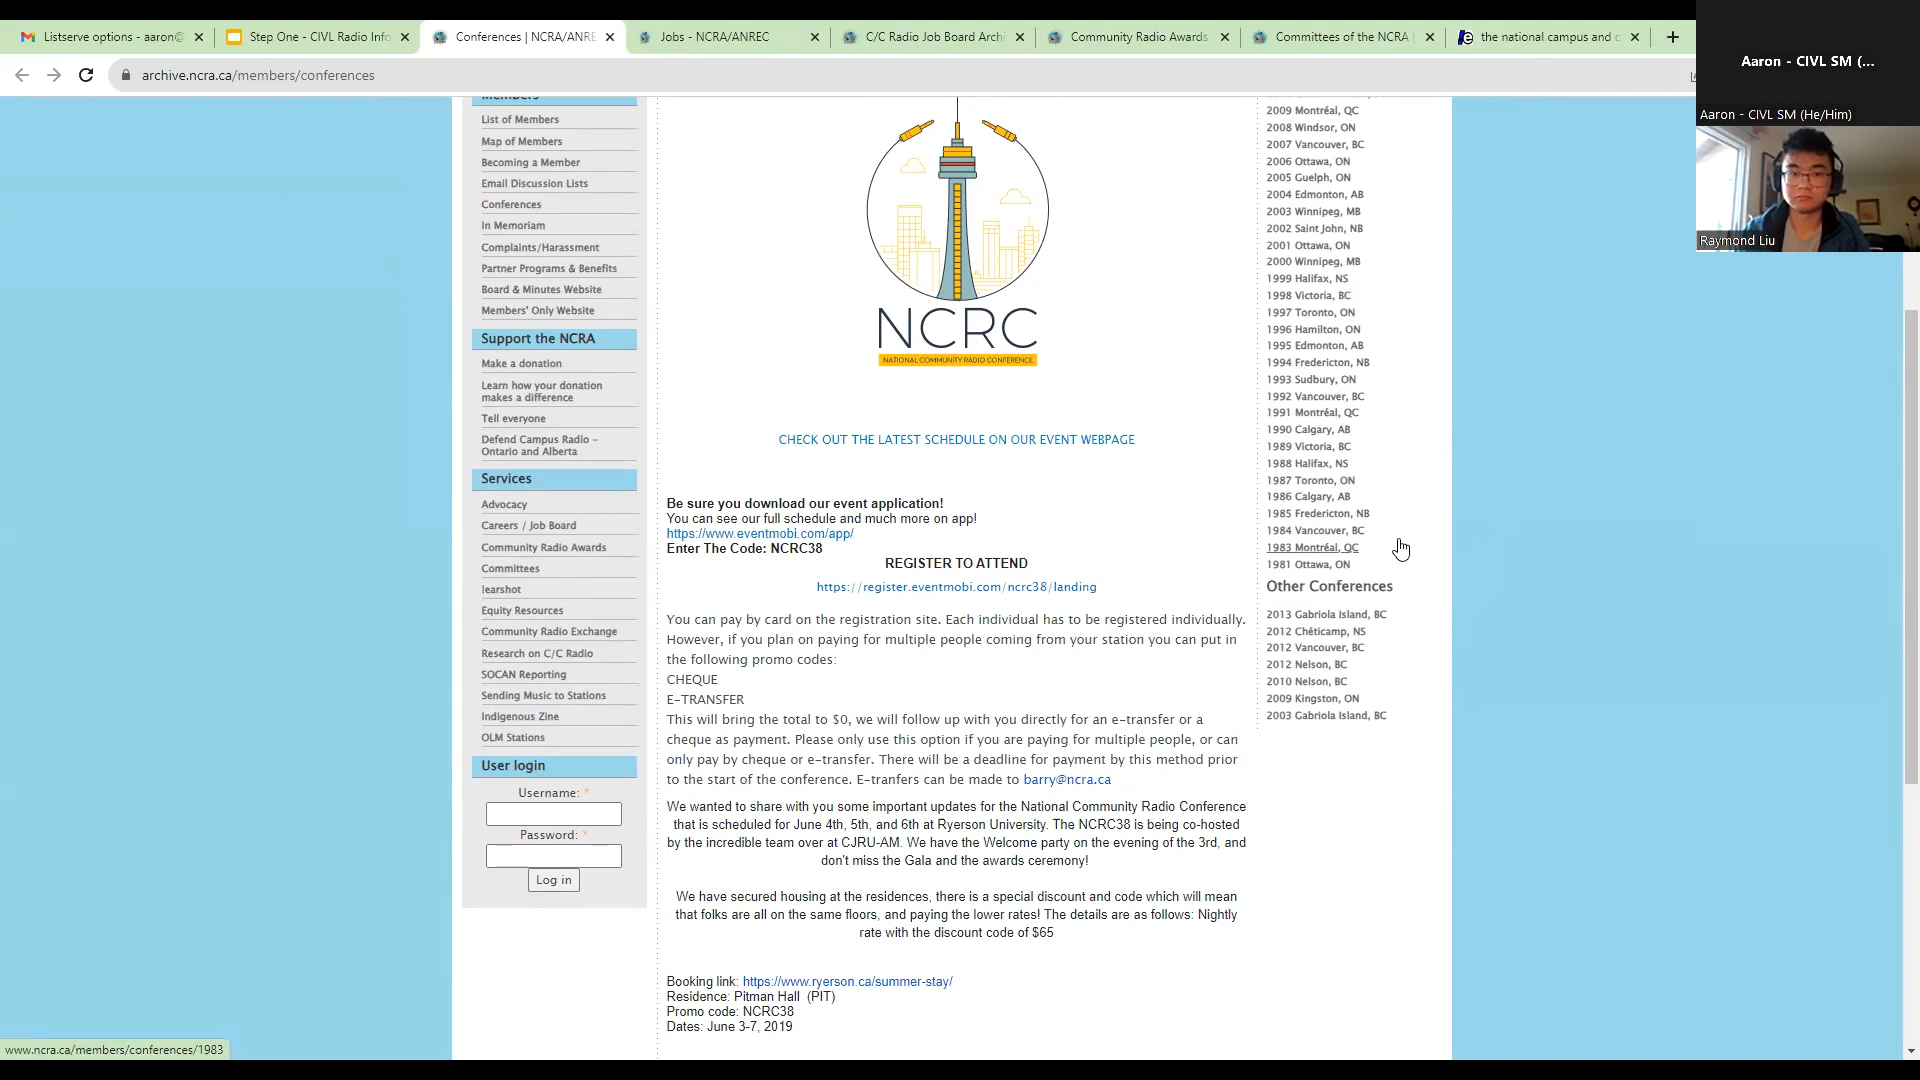 Listserve options - aaron@
Step One - CIVL Radio Info
Conferences | NCRA/ANRE
Jobs - NCRA/ANREC
C/C Radio Job Board Archi
Community Radio Awards
Committees of the NCRA |
the national campus and c
archive.ncra.ca/members/conferences
Aaron - CIVL SM (...
Aaron - CIVL SM (He/Him)
Raymond Liu
Members
List of Members
Map of Members
Becoming a Member
Email Discussion Lists
Conferences
In Memoriam
Complaints/Harassment
Partner Programs & Benefits
Board & Minutes Website
Members' Only Website
Support the NCRA
Make a donation
Learn how your donation
makes a difference
Tell everyone
Defend Campus Radio -
Ontario and Alberta
Services
Advocacy
Careers / Job Board
Community Radio Awards
Committees
!earshot
Equity Resources
Community Radio Exchange
Research on C/C Radio
SOCAN Reporting
Sending Music to Stations
Indigenous Zine
OLM Stations
User login
Username: *
Password: *
Log in
NCRC
NATIONAL COMMUNITY RADIO CONFERENCE
CHECK OUT THE LATEST SCHEDULE ON OUR EVENT WEBPAGE
Be sure you download our event application!
You can see our full schedule and much more on app!
https://www.eventmobi.com/app/
Enter The Code: NCRC38
REGISTER TO ATTEND
https://register.eventmobi.com/ncrc38/landing
You can pay by card on the registration site. Each individual has to be registered individually.
However, if you plan on paying for multiple people coming from your station you can put in
the following promo codes:
CHEQUE
E-TRANSFER
This will bring the total to $0, we will follow up with you directly for an e-transfer or a
cheque as payment. Please only use this option if you are paying for multiple people, or can
only pay by cheque or e-transfer. There will be a deadline for payment by this method prior
to the start of the conference. E-tranfers can be made to barry@ncra.ca
We wanted to share with you some important updates for the National Community Radio Conference
that is scheduled for June 4th, 5th, and 6th at Ryerson University. The NCRC38 is being co-hosted
by the incredible team over at CJRU-AM. We have the Welcome party on the evening of the 3rd, and
don't miss the Gala and the awards ceremony!
We have secured housing at the residences, there is a special discount and code which will mean
that folks are all on the same floors, and paying the lower rates! The details are as follows: Nightly
rate with the discount code of $65
Booking link: https://www.ryerson.ca/summer-stay/
Residence: Pitman Hall (PIT)
Promo code: NCRC38
Dates: June 3-7, 2019
2009 Montréal, QC
2008 Windsor, ON
2007 Vancouver, BC
2006 Ottawa, ON
2005 Guelph, ON
2004 Edmonton, AB
2003 Winnipeg, MB
2002 Saint John, NB
2001 Ottawa, ON
2000 Winnipeg, MB
1999 Halifax, NS
1998 Victoria, BC
1997 Toronto, ON
1996 Hamilton, ON
1995 Edmonton, AB
1994 Fredericton, NB
1993 Sudbury, ON
1992 Vancouver, BC
1991 Montréal, QC
1990 Calgary, AB
1989 Victoria, BC
1988 Halifax, NS
1987 Toronto, ON
1986 Calgary, AB
1985 Fredericton, NB
1984 Vancouver, BC
1983 Montréal, QC
1981 Ottawa, ON
Other Conferences
2013 Gabriola Island, BC
2012 Chéticamp, NS
2012 Vancouver, BC
2012 Nelson, BC
2010 Nelson, BC
2009 Kingston, ON
2003 Gabriola Island, BC
www.ncra.ca/members/conferences/1983